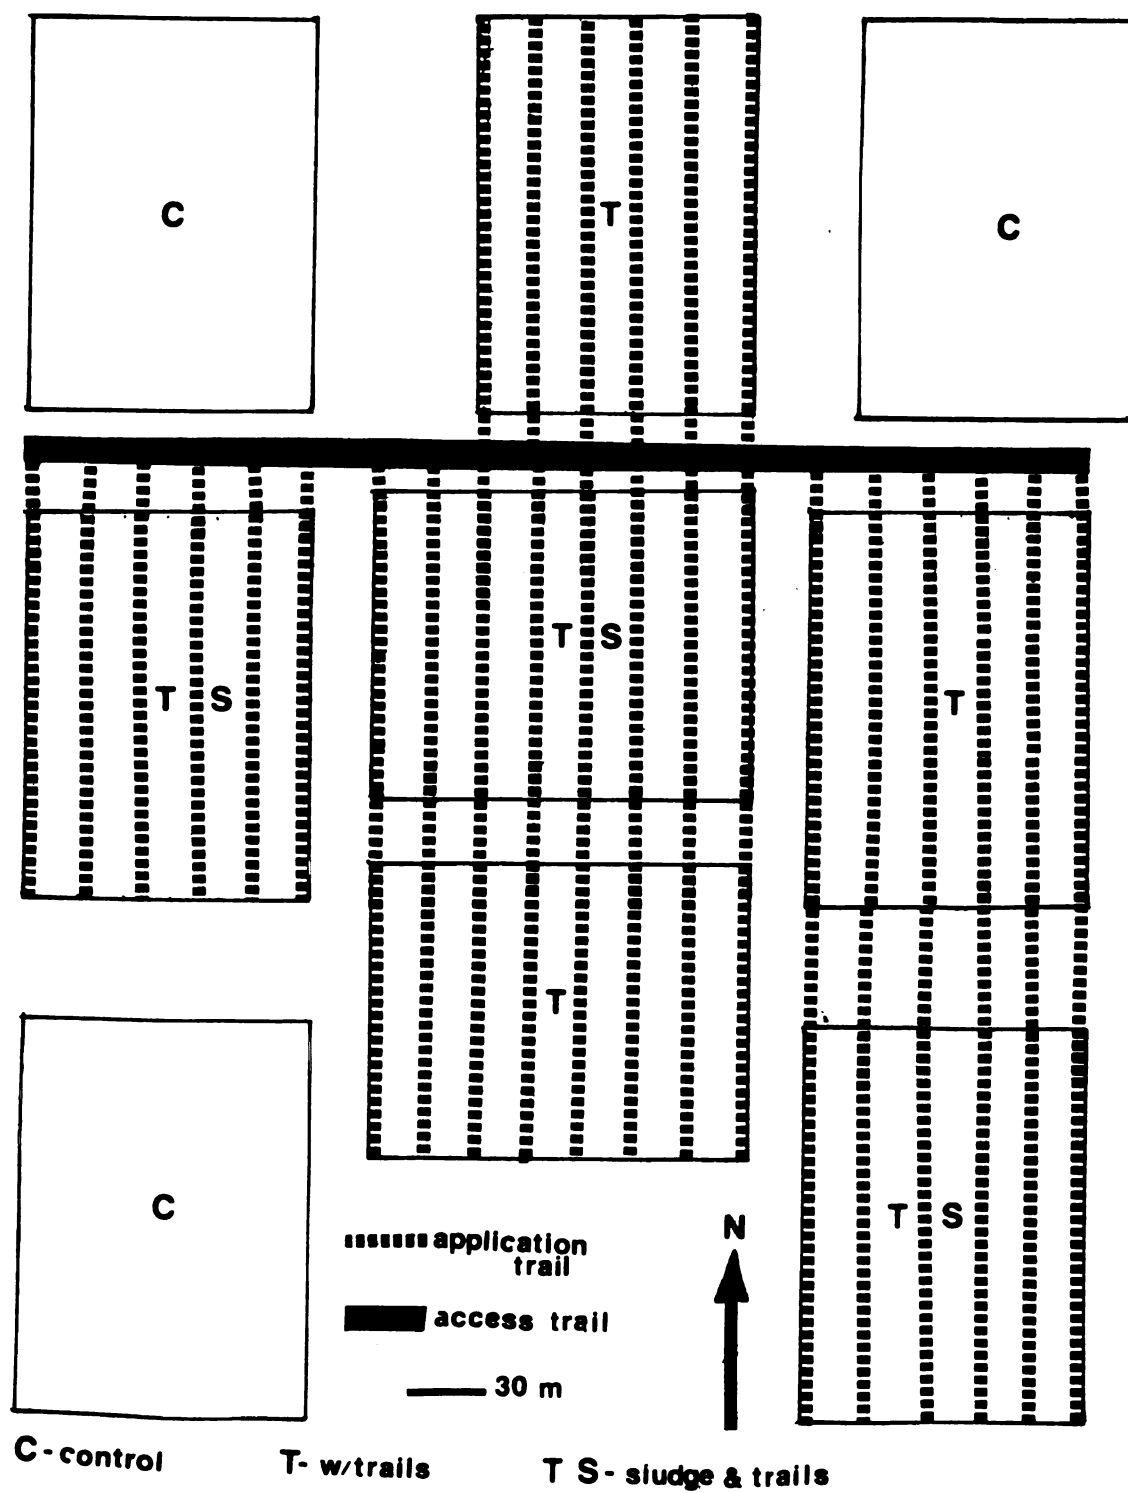 C
T
C
T S
T S
T
T
C
T S
application
trail
access trail
30 m
N
C - control
T- w/trails
T S - sludge & trails